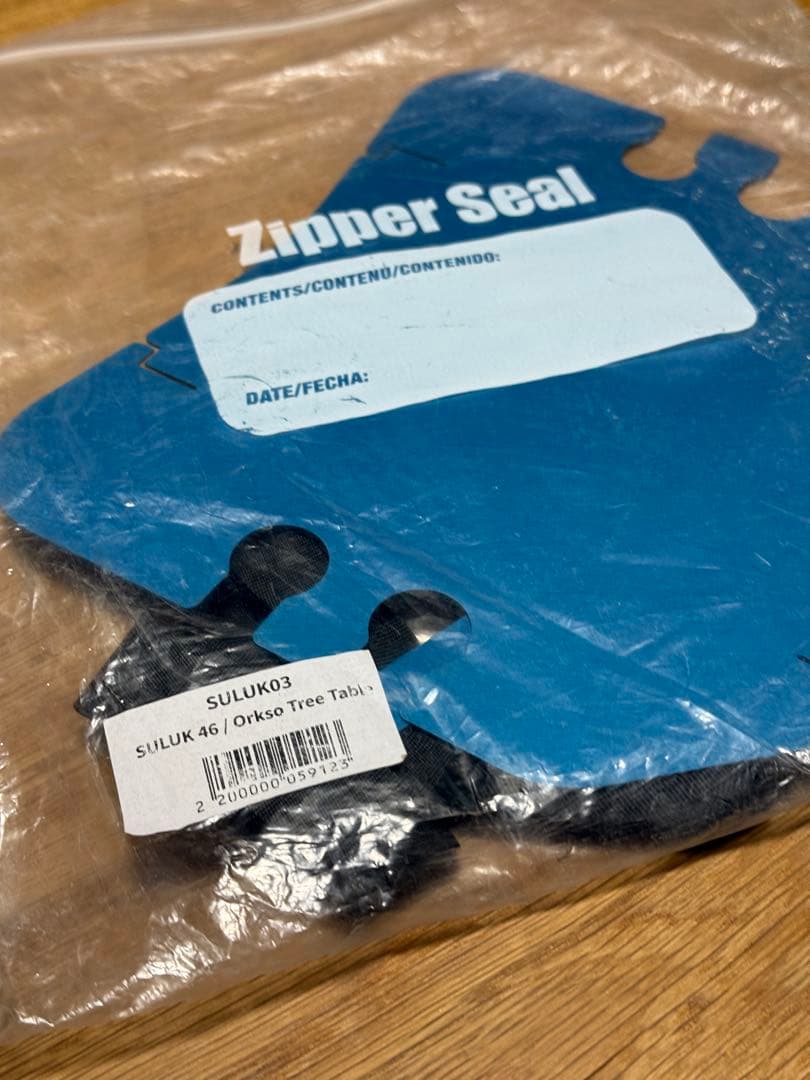 Zipper Seal
CONTENTS/CONTENU/CONTENIDO:
DATE/FECHA:
SULUK03
SULUK 46 / Orkso Tree Table
2 200000 059123